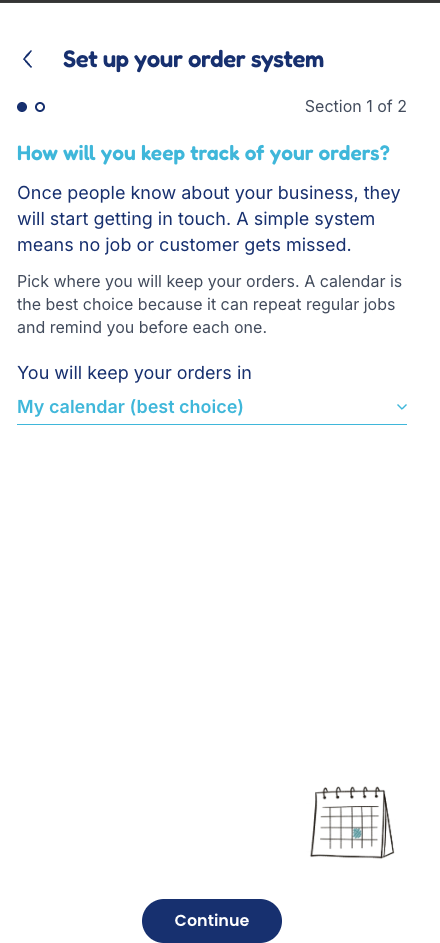 Set up your order system
Section 1 of 2
How will you keep track of your orders?
Once people know about your business, they
will start getting in touch. A simple system
means no job or customer gets missed.
Pick where you will keep your orders. A calendar is
the best choice because it can repeat regular jobs
and remind you before each one.
You will keep your orders in
My calendar (best choice)
Continue